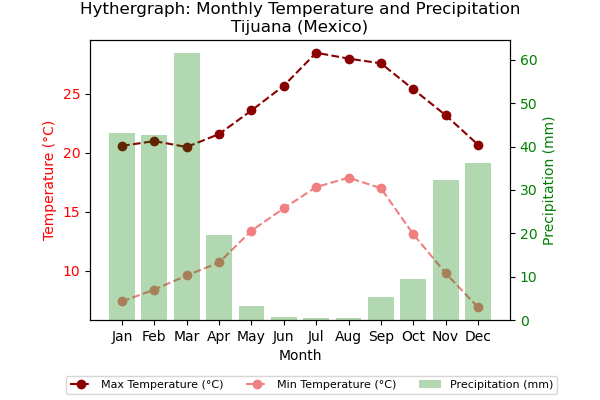 Hythergraph: Monthly Temperature and Precipitation
Tijuana (Mexico)
Temperature (°C)
25
20
15
10
60
50
40
30
20
10
0
Precipitation (mm)
Jan Feb Mar Apr May Jun Jul Aug Sep Oct Nov Dec
Month
Max Temperature (°C) Min Temperature (°C) Precipitation (mm)